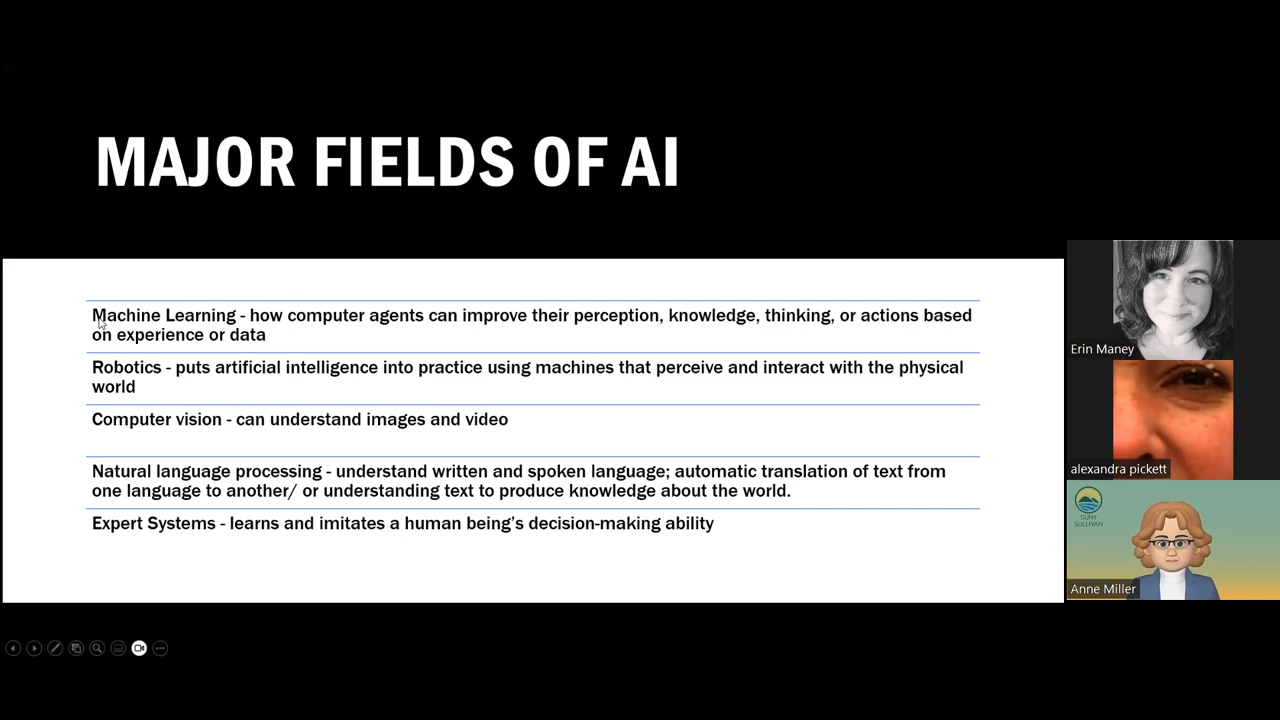 MAJOR FIELDS OF AI
Machine Learning - how computer agents can improve their perception, knowledge, thinking, or actions based
on experience or data
Robotics - puts artificial intelligence into practice using machines that perceive and interact with the physical
world
Computer vision - can understand images and video
Natural language processing - understand written and spoken language; automatic translation of text from
one language to another/ or understanding text to produce knowledge about the world.
Expert Systems - learns and imitates a human being's decision-making ability
Erin Maney
alexandra pickett
SUNY
SULLIVAN
Anne Miller